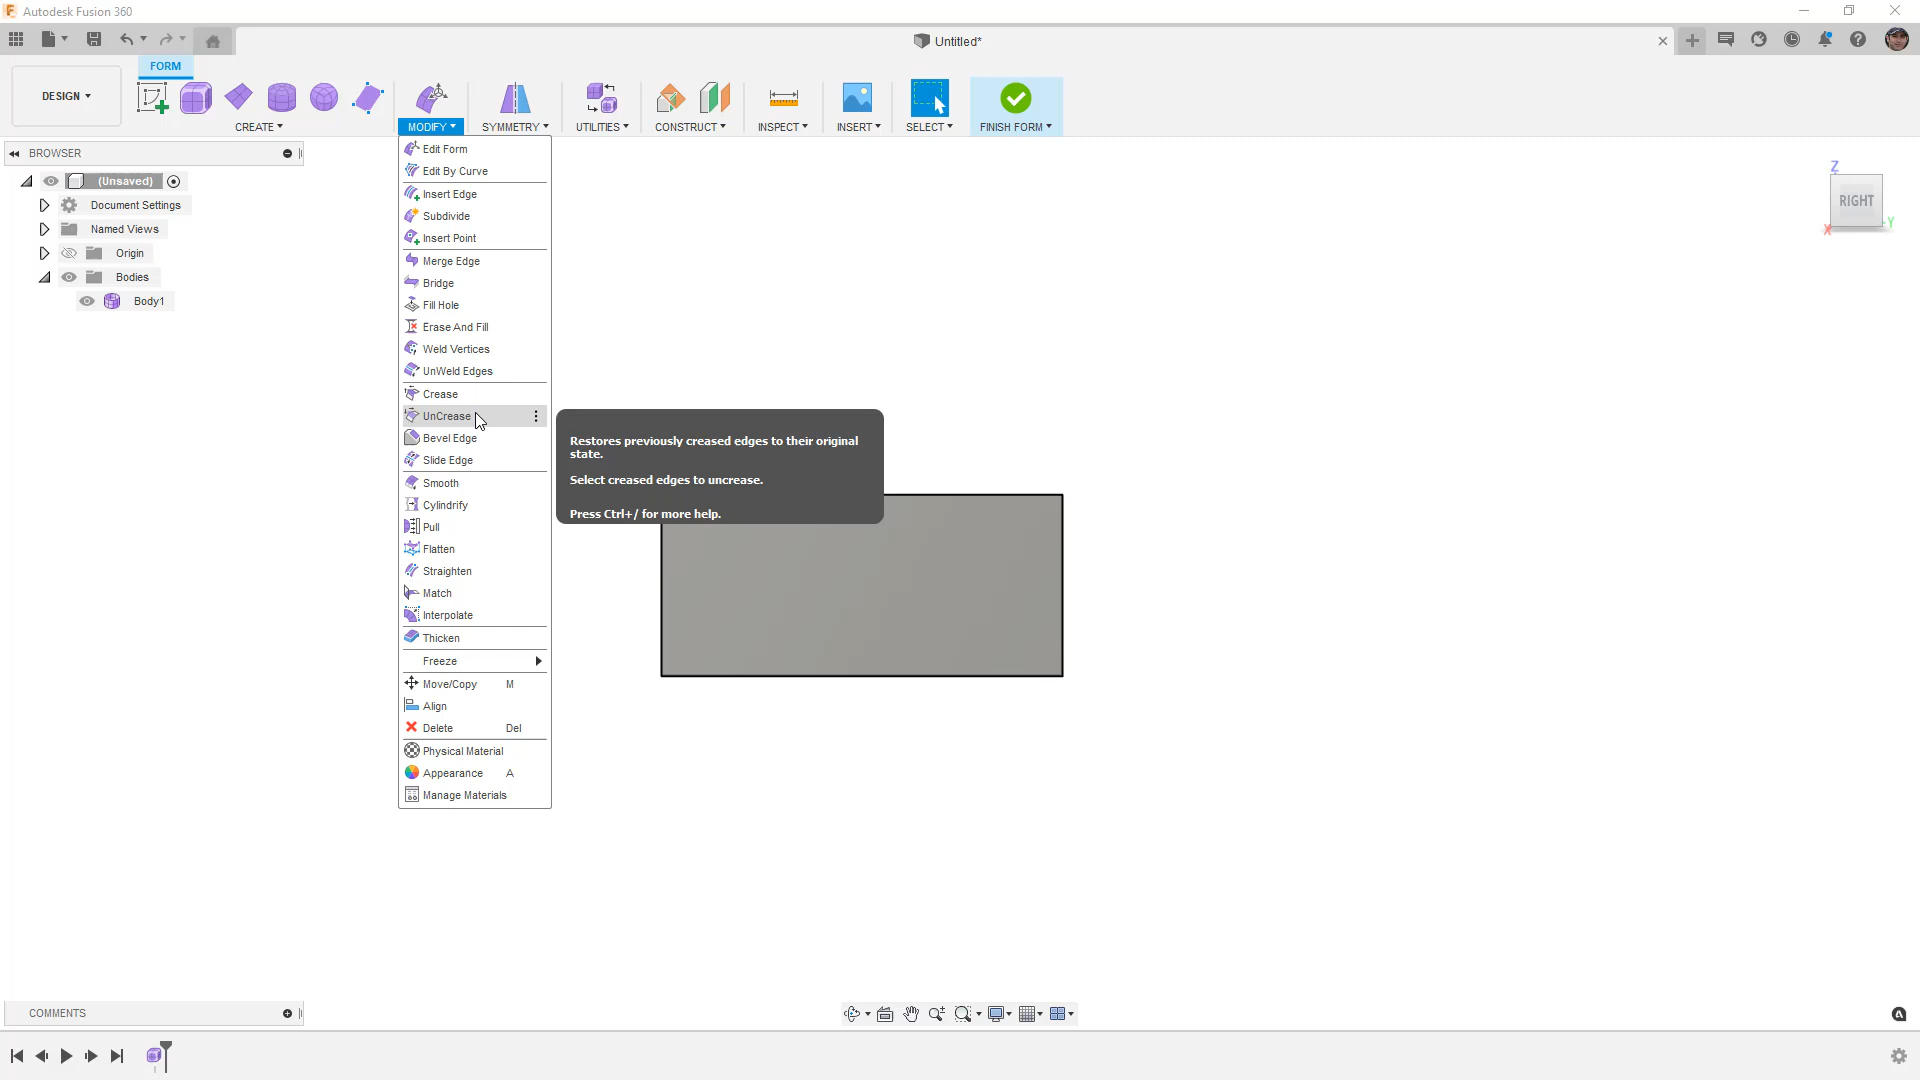 Autodesk Fusion 360
Untitled*
FORM
DESIGN
CREATE
MODIFY
SYMMETRY
UTILITIES
CONSTRUCT
INSPECT
INSERT
SELECT
FINISH FORM
BROWSER
(Unsaved)
Document Settings
Named Views
Origin
Bodies
Body1
Edit Form
Edit By Curve
Insert Edge
Subdivide
Insert Point
Merge Edge
Bridge
Fill Hole
Erase And Fill
Weld Vertices
UnWeld Edges
Crease
UnCrease
Bevel Edge
Slide Edge
Smooth
Cylindrify
Pull
Flatten
Straighten
Match
Interpolate
Thicken
Freeze
Move/Copy M
Align
Delete Del
Physical Material
Appearance A
Manage Materials
Restores previously creased edges to their original
state.
Select creased edges to uncrease.
Press Ctrl+/ for more help.
Z
RIGHT
X
Y
COMMENTS